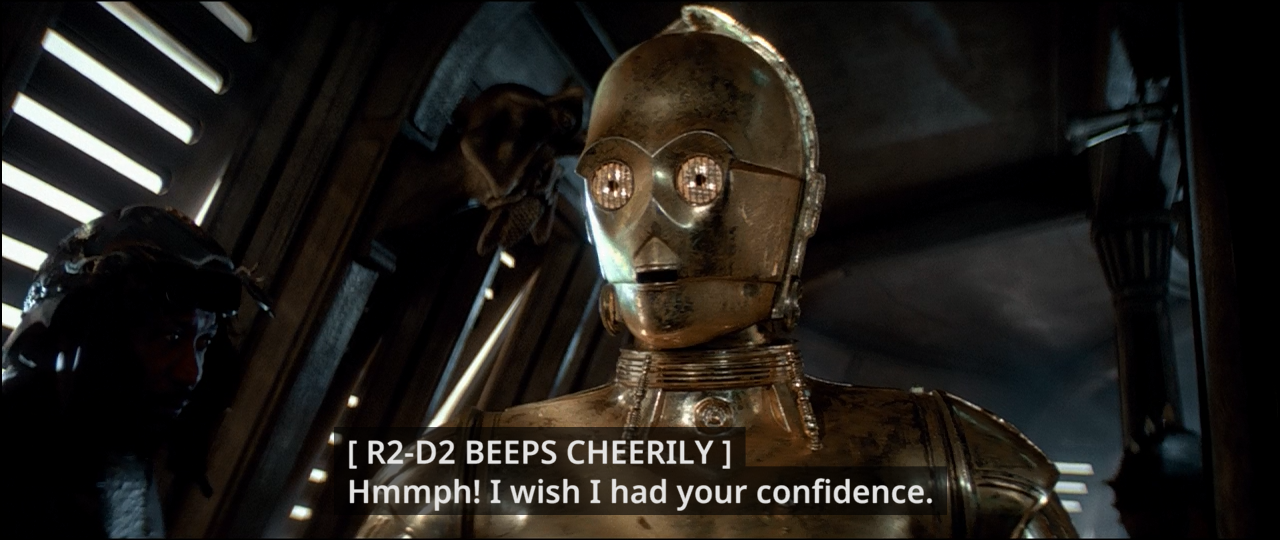 [ R2-D2 BEEPS CHEERILY ]
Hmmph! I wish I had your confidence.